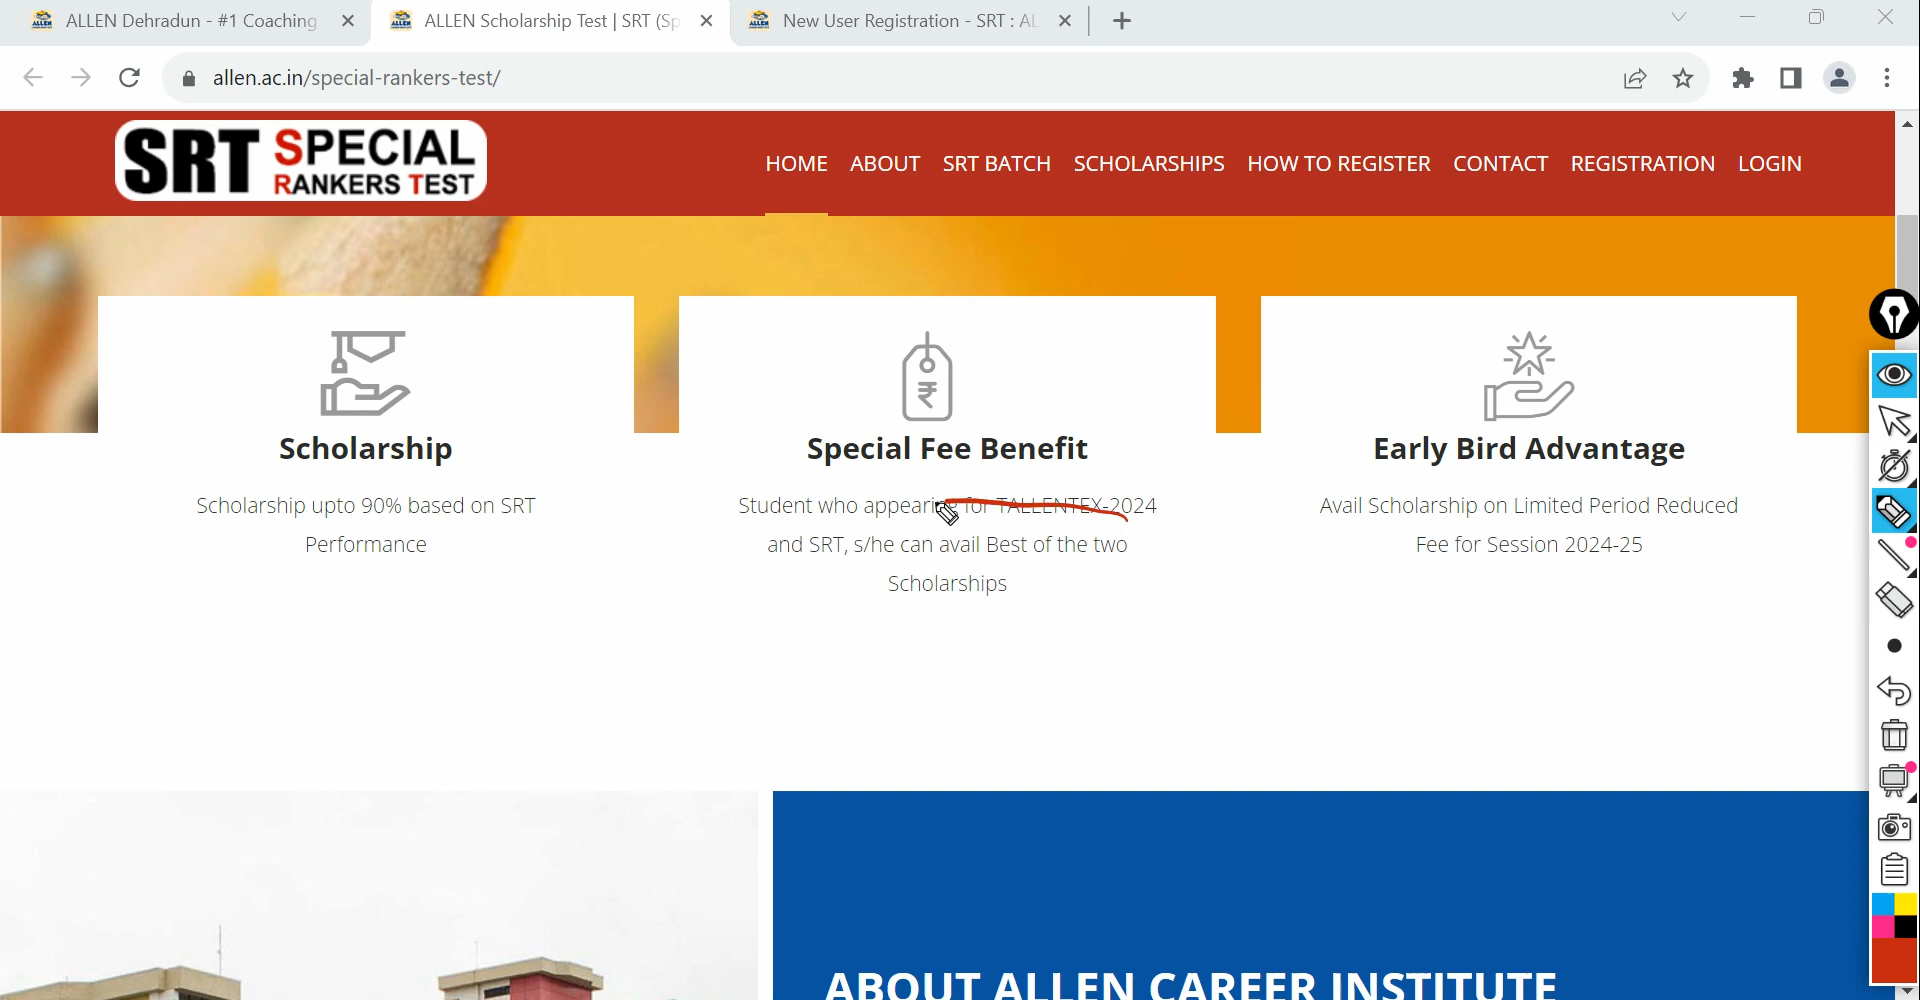 ALLEN Dehradun - #1 Coaching
ALLEN Scholarship Test | SRT (Sp
New User Registration - SRT : AL
allen.ac.in/special-rankers-test/
SRT SPECIAL RANKERS TEST
HOME ABOUT SRT BATCH SCHOLARSHIPS HOW TO REGISTER CONTACT REGISTRATION LOGIN
Scholarship
Scholarship upto 90% based on SRT
Performance
Special Fee Benefit
Student who appearing for TALLENTEX-2024
and SRT, s/he can avail Best of the two
Scholarships
Early Bird Advantage
Avail Scholarship on Limited Period Reduced
Fee for Session 2024-25
ABOUT ALLEN CAREER INSTITUTE